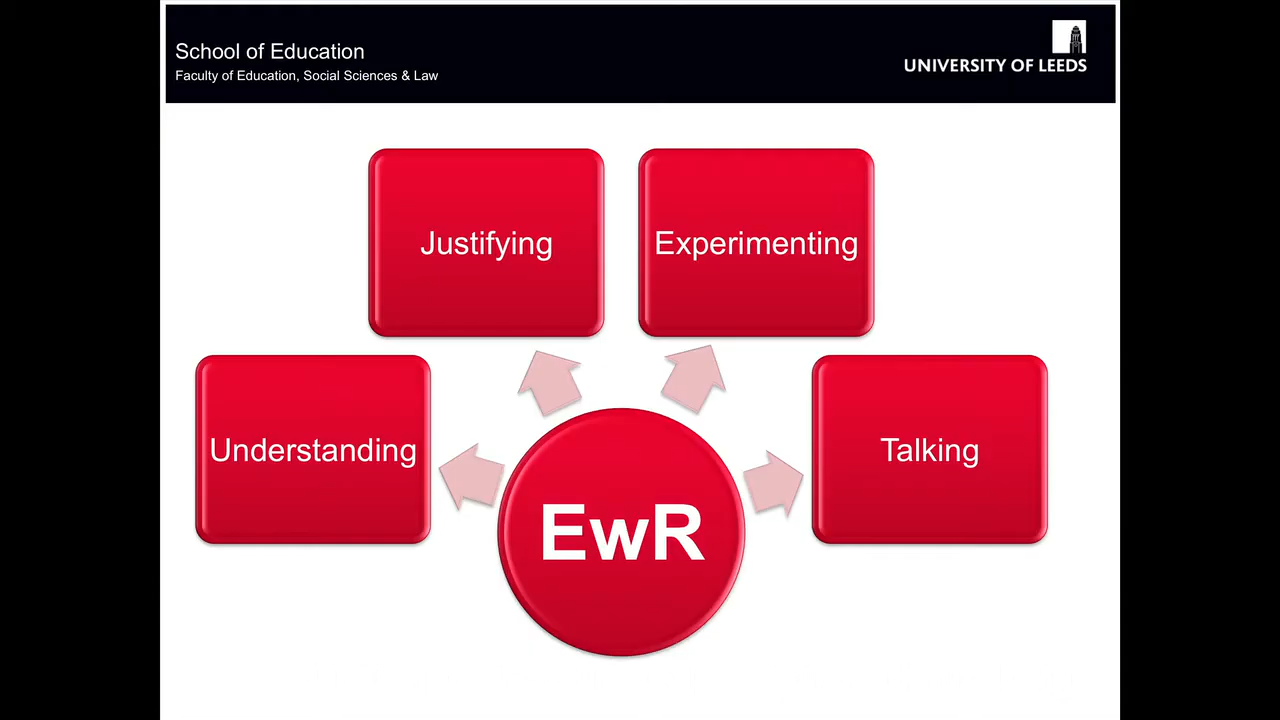 School of Education
Faculty of Education, Social Sciences & Law
UNIVERSITY OF LEEDS
Justifying
Experimenting
Understanding
Talking
EwR